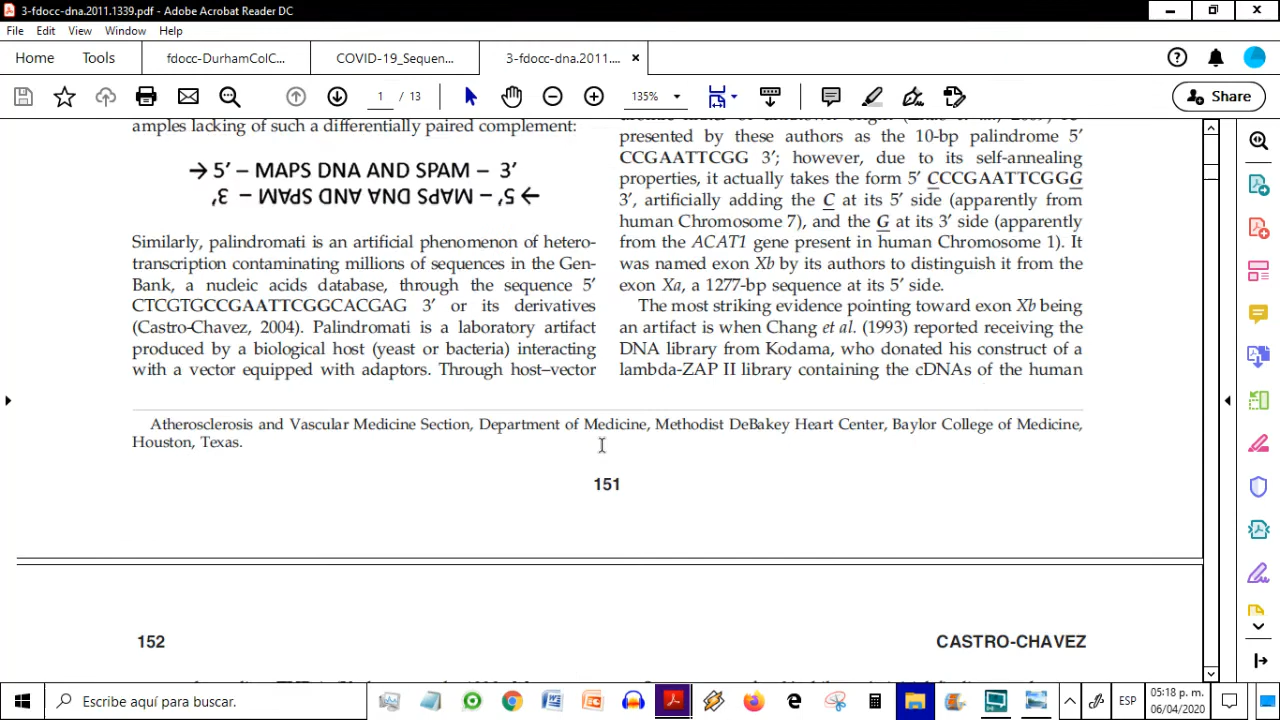 3-fdocc-dna.2011.1339.pdf - Adobe Acrobat Reader DC
File Edit View Window Help
Home Tools fdocc-DurhamColC... COVID-19_Sequen... 3-fdocc-dna.2011....
1 / 13 135% Share
amples lacking of such a differentially paired complement:
→ 5′ – MAPS DNA AND SPAM – 3′
→ 5′ – MAPS DNA AND SPAM – 3′
Similarly, palindromati is an artificial phenomenon of hetero-
transcription contaminating millions of sequences in the Gen-
Bank, a nucleic acids database, through the sequence 5′
CTCGTGCCGAATTCGGCACGAG 3′ or its derivatives
(Castro-Chavez, 2004). Palindromati is a laboratory artifact
produced by a biological host (yeast or bacteria) interacting
with a vector equipped with adaptors. Through host–vector
presented by these authors as the 10-bp palindrome 5′
CCGAATTCGG 3′; however, due to its self-annealing
properties, it actually takes the form 5′ CCCGAATTCGGG
3′, artificially adding the C at its 5′ side (apparently from
human Chromosome 7), and the G at its 3′ side (apparently
from the ACAT1 gene present in human Chromosome 1). It
was named exon Xb by its authors to distinguish it from the
exon Xa, a 1277-bp sequence at its 5′ side.
The most striking evidence pointing toward exon Xb being
an artifact is when Chang et al. (1993) reported receiving the
DNA library from Kodama, who donated his construct of a
lambda-ZAP II library containing the cDNAs of the human
Atherosclerosis and Vascular Medicine Section, Department of Medicine, Methodist DeBakey Heart Center, Baylor College of Medicine,
Houston, Texas.
151
152 CASTRO-CHAVEZ
Escribe aquí para buscar.
ESP
05:18 p. m.
06/04/2020